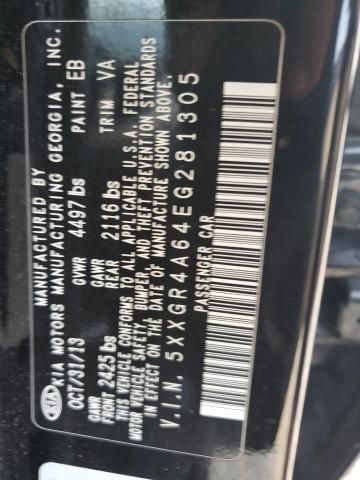 MANUFACTURED BY
KIA MOTORS MANUFACTURING GEORGIA, INC.
OCT/31/13 GVWR 4497 lbs PAINT EB
GAWR FRONT 2425 lbs GAWR REAR 2116 lbs TRIM VA
THIS VEHICLE CONFORMS TO ALL APPLICABLE U.S.A. FEDERAL
MOTOR VEHICLE SAFETY, BUMPER, AND THEFT PREVENTION STANDARDS
IN EFFECT ON THE DATE OF MANUFACTURE SHOWN ABOVE.
V.I.N. 5XXGR4A64EG281305
PASSENGER CAR
KIA